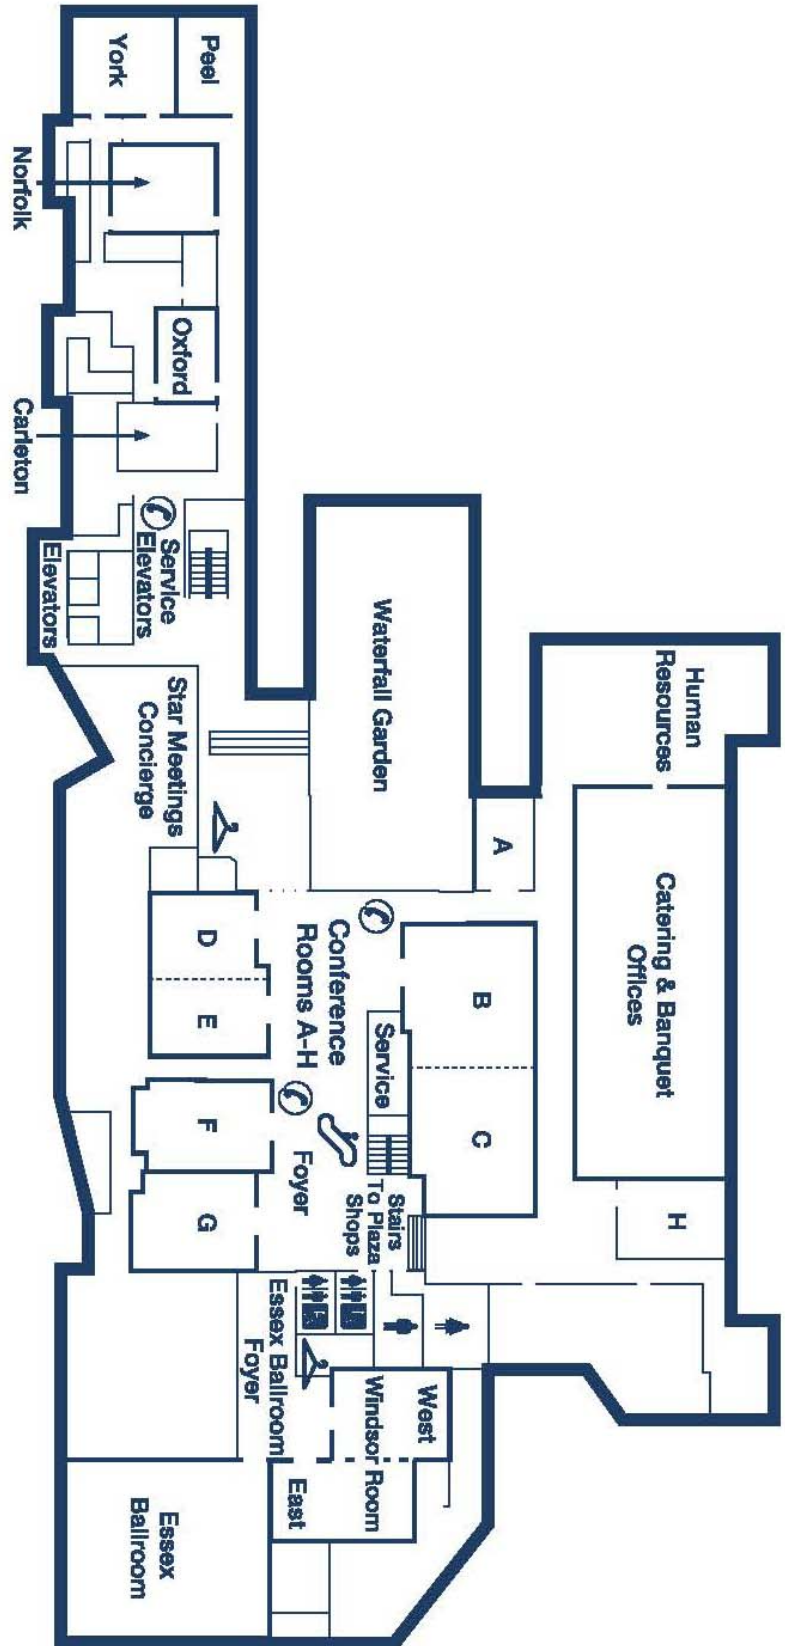 Peel
York
Norfolk
Oxford
Carleton
Service
Elevators
Elevators
Star Meetings
Concierge
Waterfall Garden
Human
Resources
Catering & Banquet
Offices
A
B
C
D
E
F
G
H
Conference
Rooms A-H
Service
Foyer
Stairs
To Plaza
Shops
Essex Ballroom
Foyer
West
Windsor Room
East
Essex
Ballroom